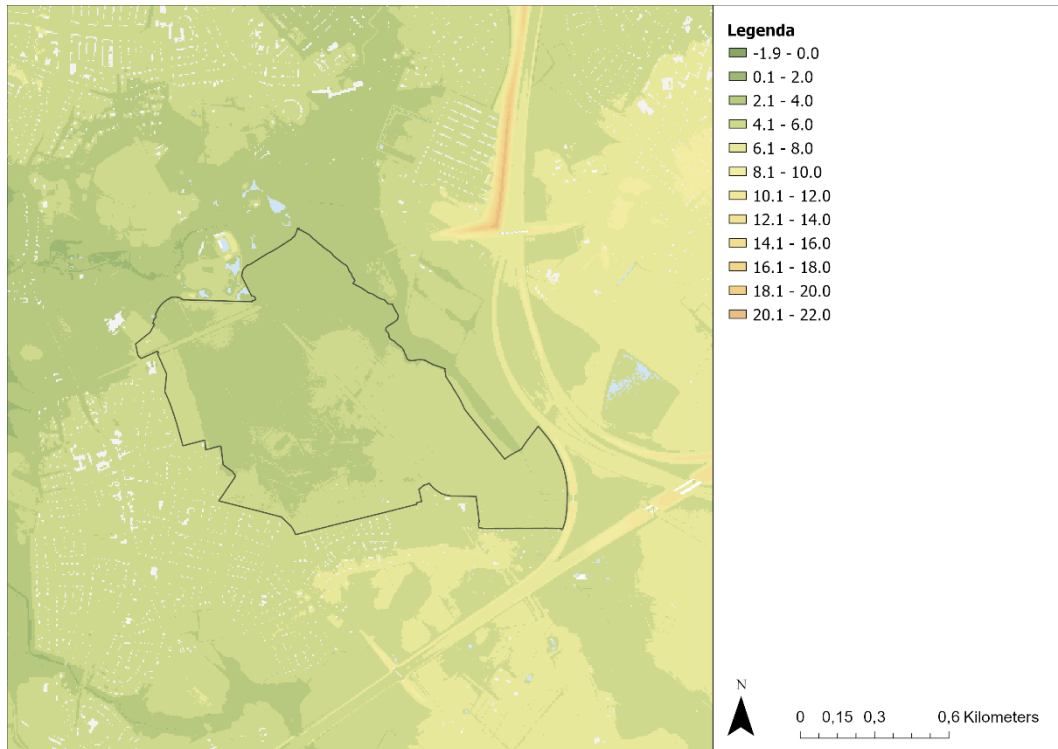 Legenda
-1.9 - 0.0
0.1 - 2.0
2.1 - 4.0
4.1 - 6.0
6.1 - 8.0
8.1 - 10.0
10.1 - 12.0
12.1 - 14.0
14.1 - 16.0
16.1 - 18.0
18.1 - 20.0
20.1 - 22.0
N
0 0,15 0,3 0,6 Kilometers